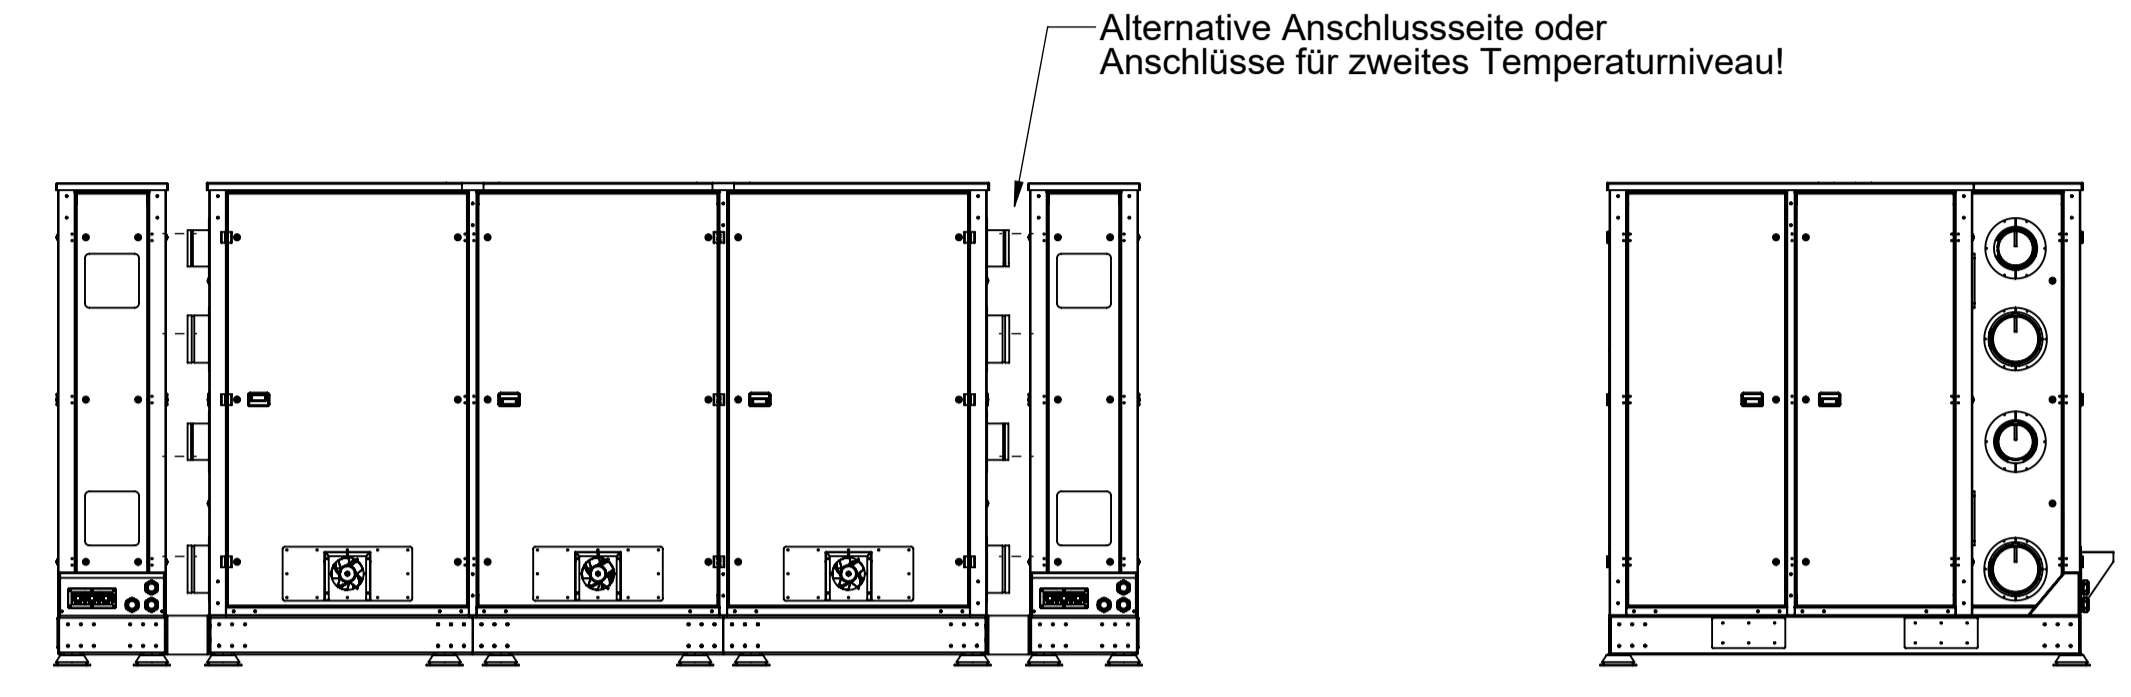 Alternative Anschlussseite oder
Anschlüsse für zweites Temperaturniveau!